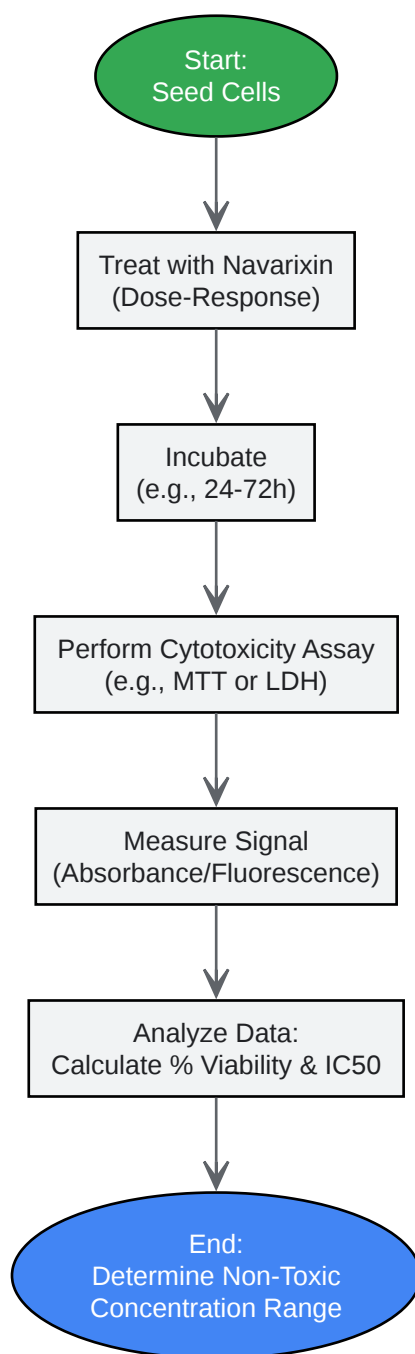 Start:
Seed Cells
Treat with Navarixin
(Dose-Response)
Incubate
(e.g., 24-72h)
Perform Cytotoxicity Assay
(e.g., MTT or LDH)
Measure Signal
(Absorbance/Fluorescence)
Analyze Data:
Calculate % Viability & IC50
End:
Determine Non-Toxic
Concentration Range